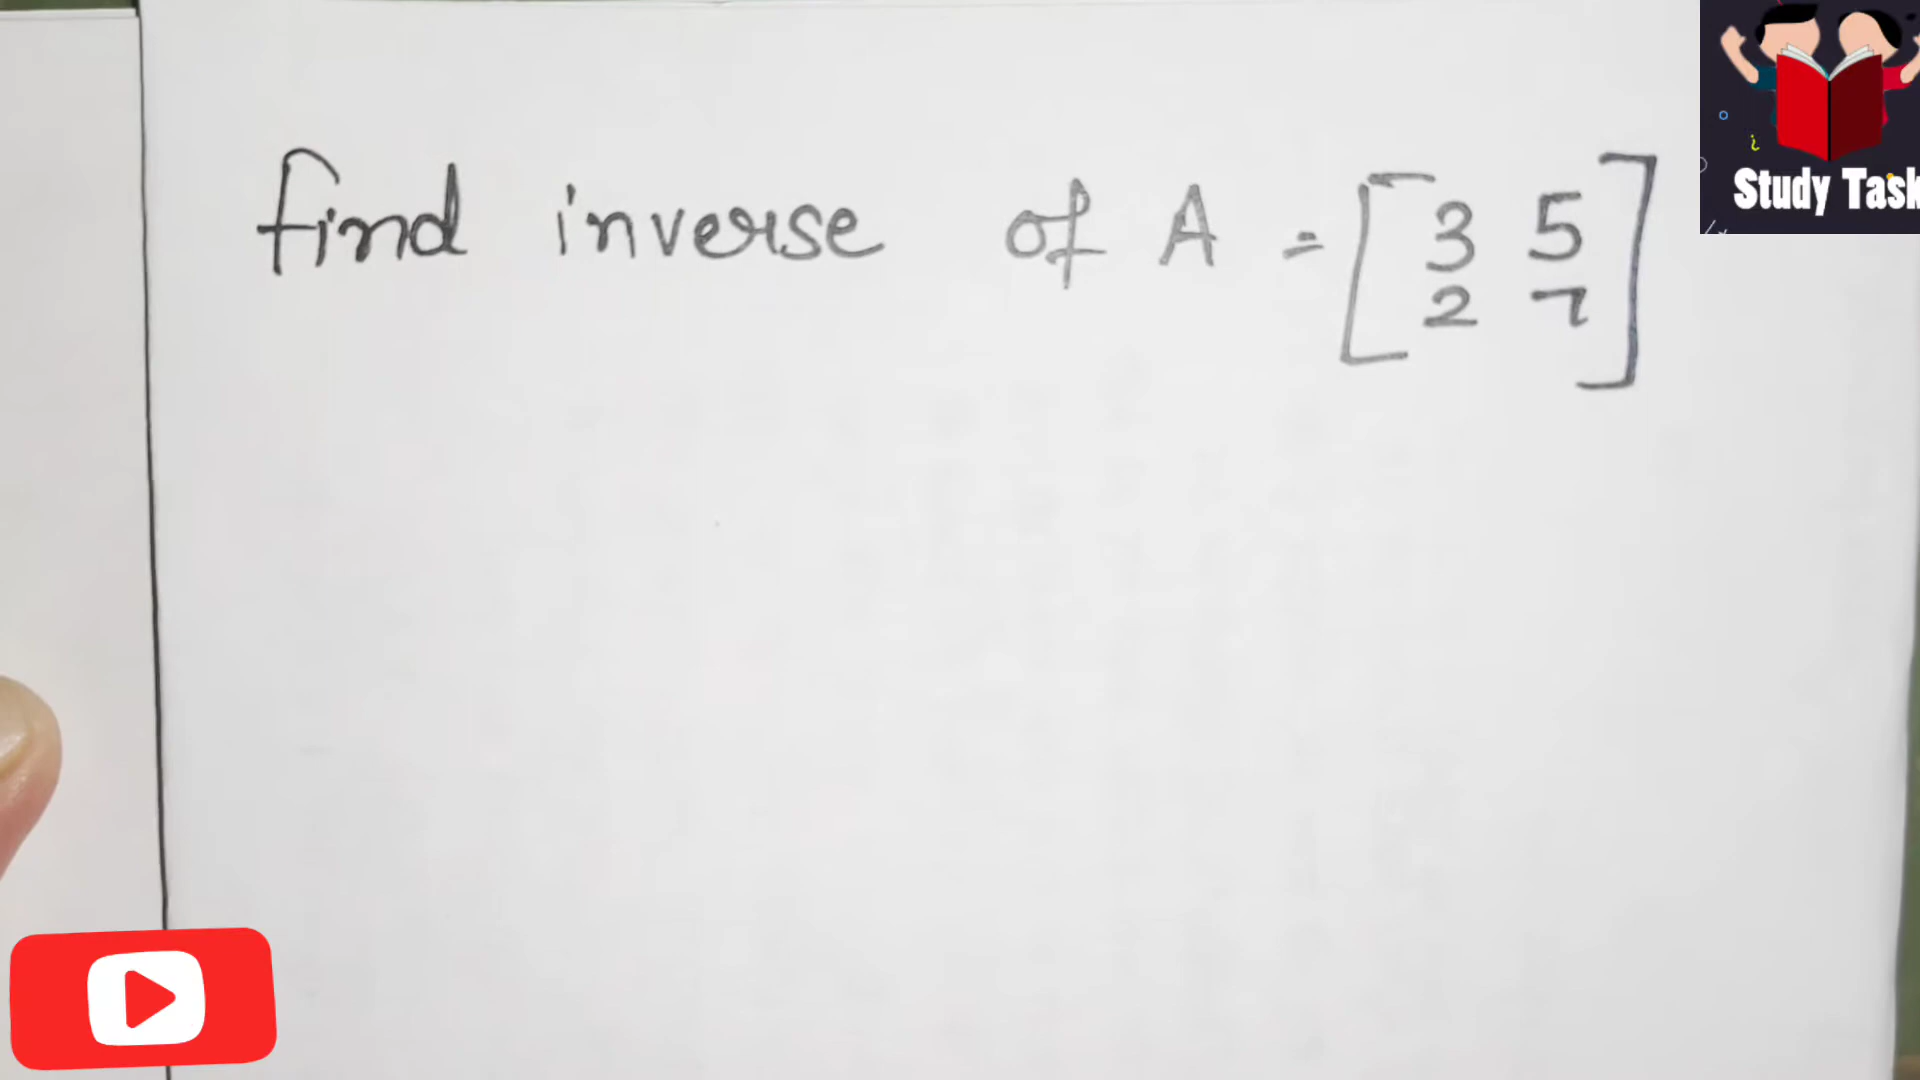 find inverse of A = [3 5
2 7]
Study Task